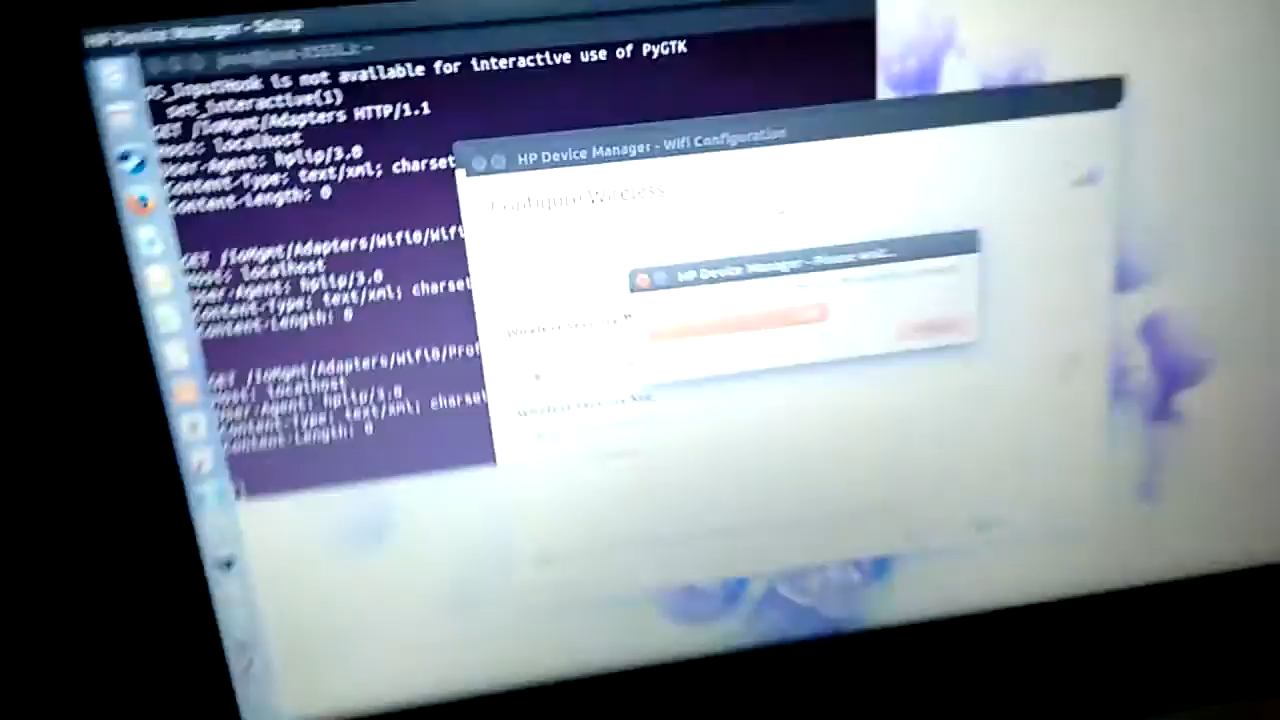 HP Device Manager - Setup
is not available for interactive use of PyGTK
set_interactive(1)
GET /IoMgmt/Adapters HTTP/1.1
Host: localhost
User-Agent: hplip/3.0
Content-Type: text/xml; charset
Content-Length: 0
GET /IoMgmt/Adapters/Wifi0/Wifi
Host: localhost
User-Agent: hplip/3.0
Content-Type: text/xml; charset
Content-Length: 0
GET /IoMgmt/Adapters/Wifi0/Prof
Host: localhost
User-Agent: hplip/3.0
Content-Type: text/xml; charset
Content-Length: 0
HP Device Manager - Wifi Configuration
Configure Wireless
HP Device Manager - Please wait...